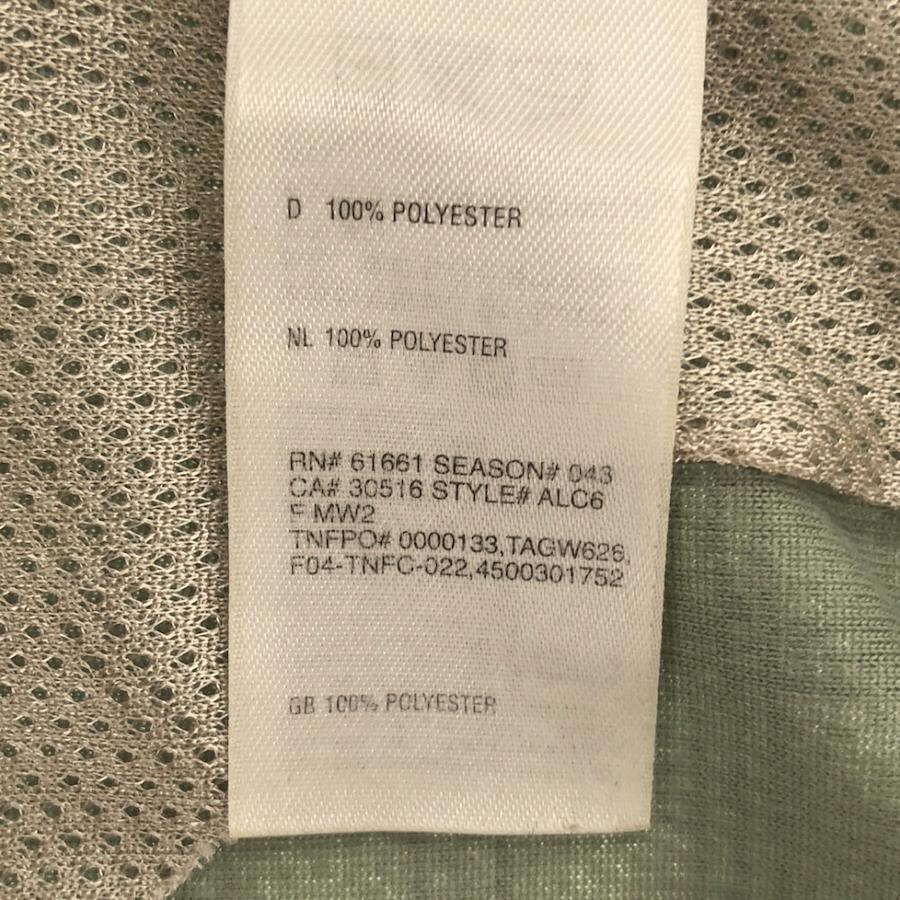 D 100% POLYESTER
NL 100% POLYESTER
RN# 61661 SEASON# 043
CA# 30516 STYLE# ALC6
F MW2
TNFPO# 0000133,TAGW626,
F04-TNFC-022,4500301752
GB 100% POLYESTER